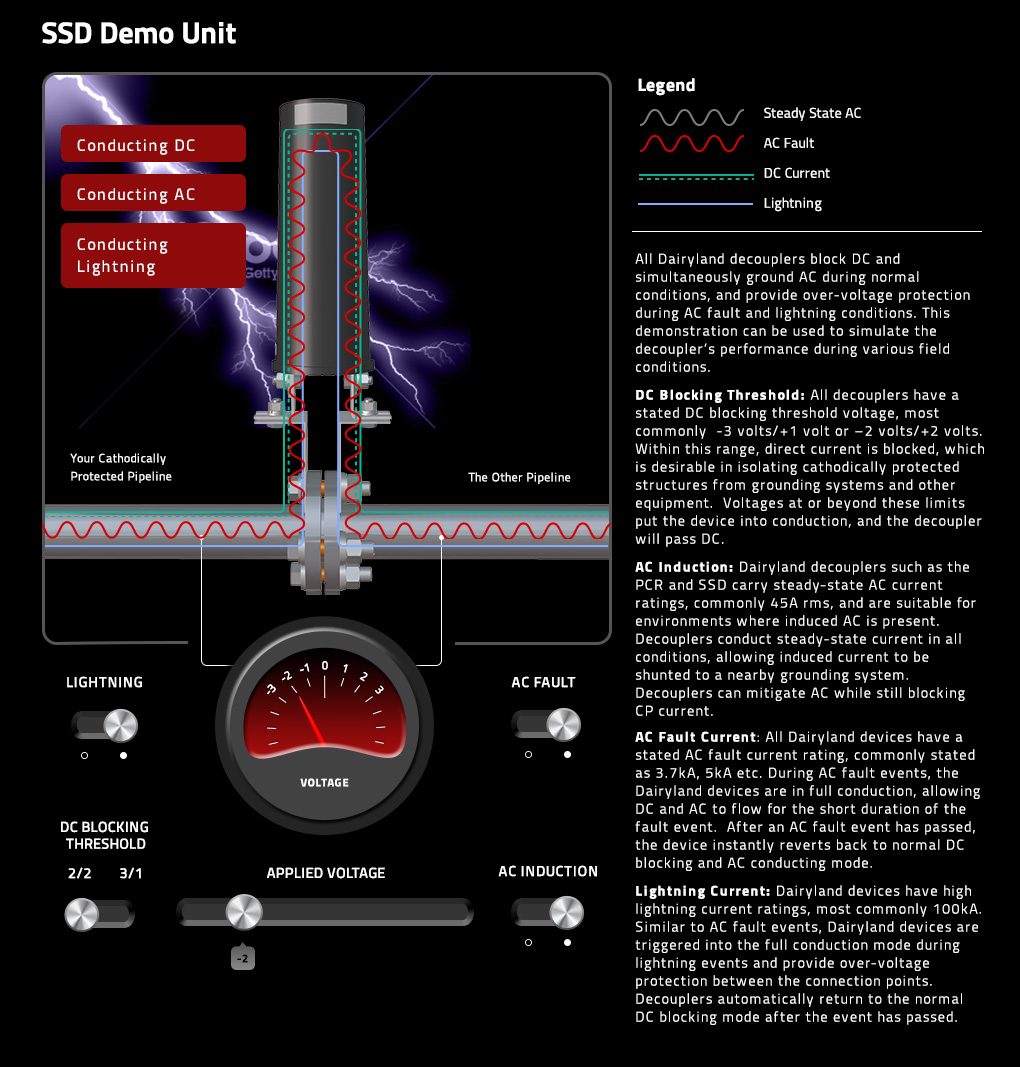 SSD Demo Unit
Conducting DC
Conducting AC
Conducting
Lightning
Getty
Your Cathodically
Protected Pipeline
The Other Pipeline
-3 -2 -1 0 1 2 3
VOLTAGE
LIGHTNING
AC FAULT
DC BLOCKING
THRESHOLD
2/2 3/1
APPLIED VOLTAGE
-2
AC INDUCTION
Legend
Steady State AC
AC Fault
DC Current
Lightning
All Dairyland decouplers block DC and
simultaneously ground AC during normal
conditions, and provide over-voltage protection
during AC fault and lightning conditions. This
demonstration can be used to simulate the
decoupler's performance during various field
conditions.
DC Blocking Threshold: All decouplers have a
stated DC blocking threshold voltage, most
commonly -3 volts/+1 volt or –2 volts/+2 volts.
Within this range, direct current is blocked, which
is desirable in isolating cathodically protected
structures from grounding systems and other
equipment. Voltages at or beyond these limits
put the device into conduction, and the decoupler
will pass DC.
AC Induction: Dairyland decouplers such as the
PCR and SSD carry steady-state AC current
ratings, commonly 45A rms, and are suitable for
environments where induced AC is present.
Decouplers conduct steady-state current in all
conditions, allowing induced current to be
shunted to a nearby grounding system.
Decouplers can mitigate AC while still blocking
CP current.
AC Fault Current: All Dairyland devices have a
stated AC fault current rating, commonly stated
as 3.7kA, 5kA etc. During AC fault events, the
Dairyland devices are in full conduction, allowing
DC and AC to flow for the short duration of the
fault event. After an AC fault event has passed,
the device instantly reverts back to normal DC
blocking and AC conducting mode.
Lightning Current: Dairyland devices have high
lightning current ratings, most commonly 100kA.
Similar to AC fault events, Dairyland devices are
triggered into the full conduction mode during
lightning events and provide over-voltage
protection between the connection points.
Decouplers automatically return to the normal
DC blocking mode after the event has passed.